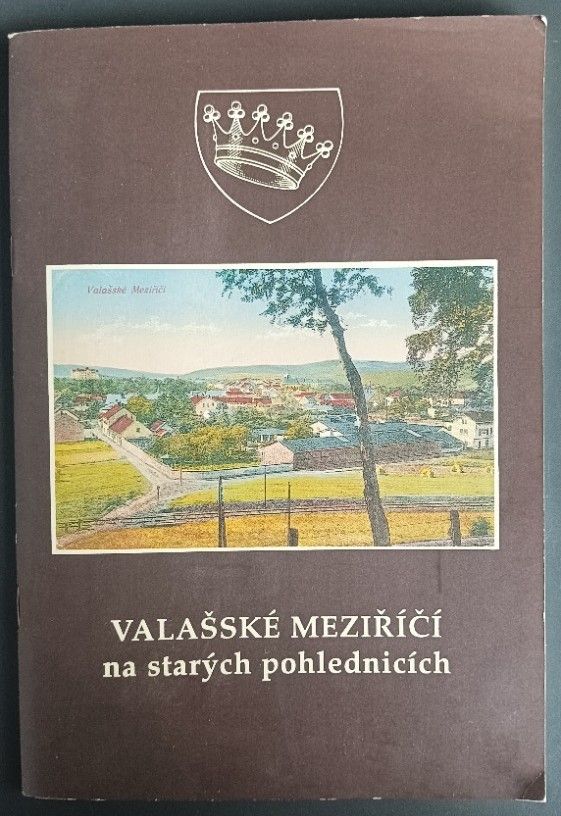 Valašské Meziříčí
VALAŠSKÉ MEZIŘÍČÍ
na starých pohlednicích